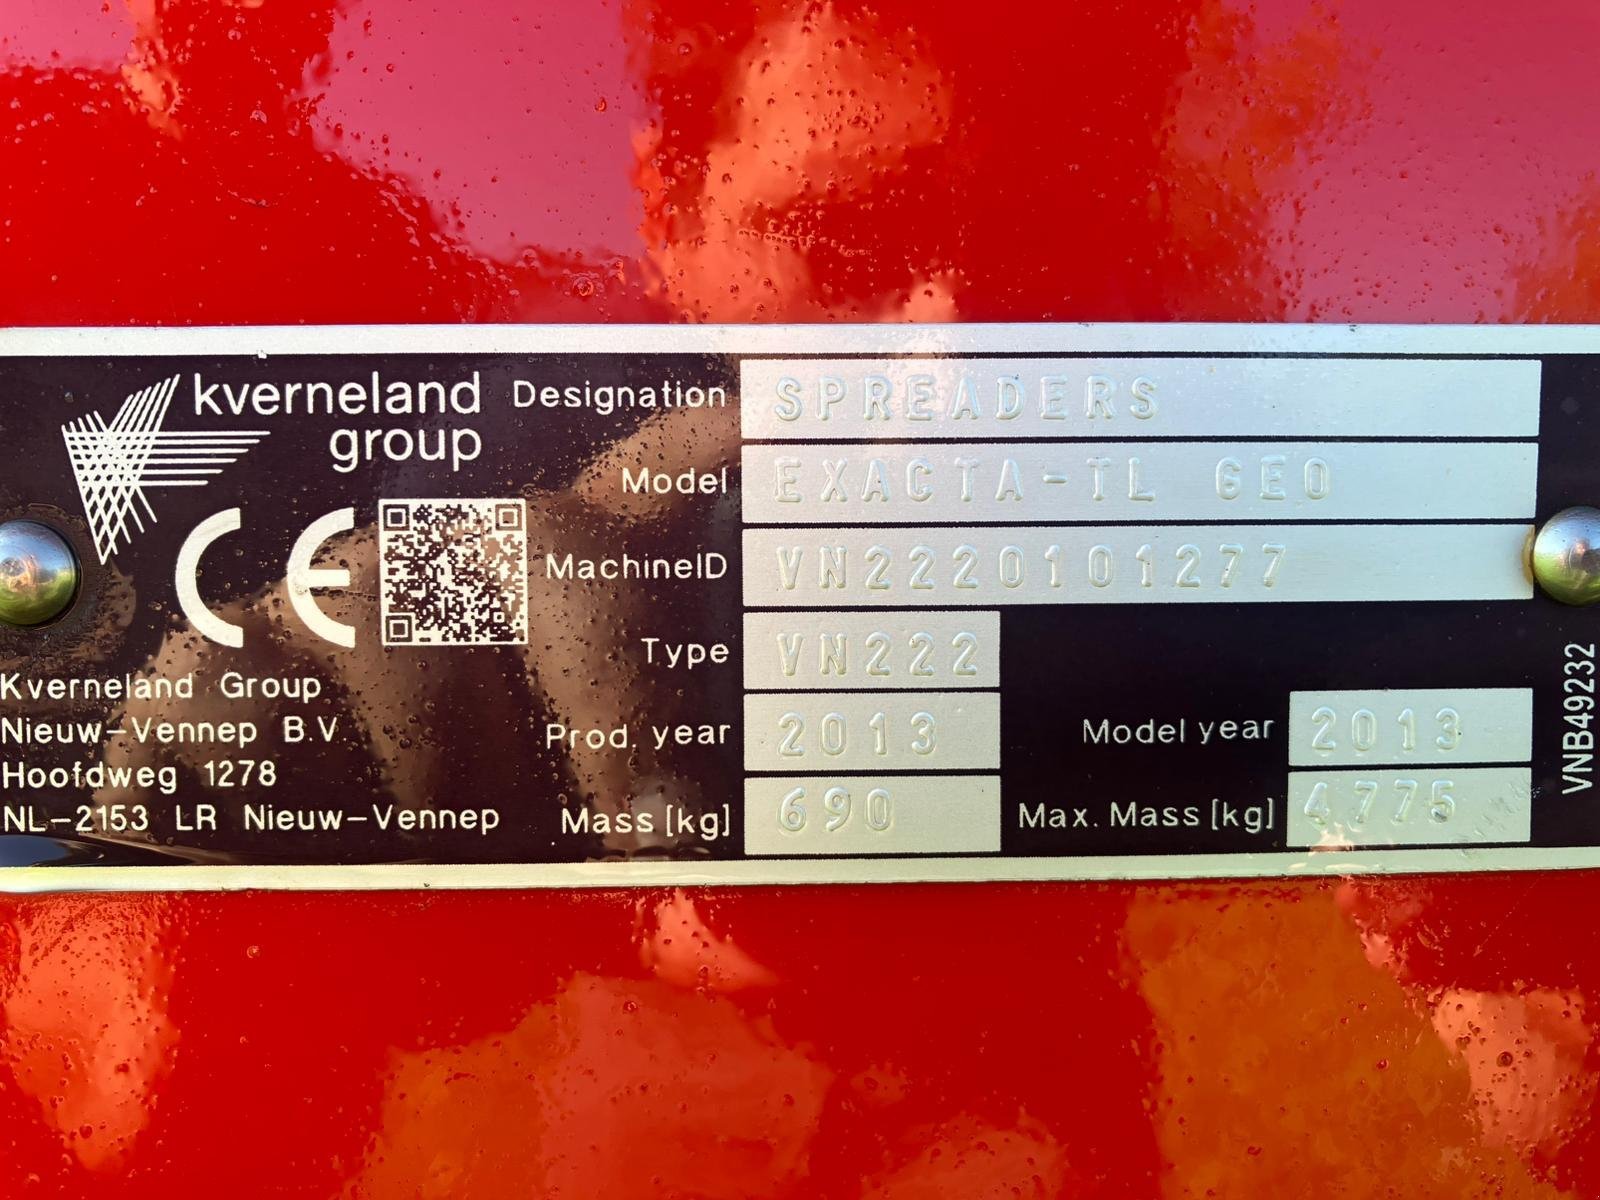 kverneland
group
CE
Kverneland Group
Nieuw-Vennep B.V.
Hoofdweg 1278
NL-2153 LR Nieuw-Vennep
Designation SPREADERS
Model EXACTA-TL GEO
MachineID VN2220101277
Type VN222
Prod. year 2013 Model year 2013
Mass [kg] 690 Max. Mass [kg] 4775
VNB49232